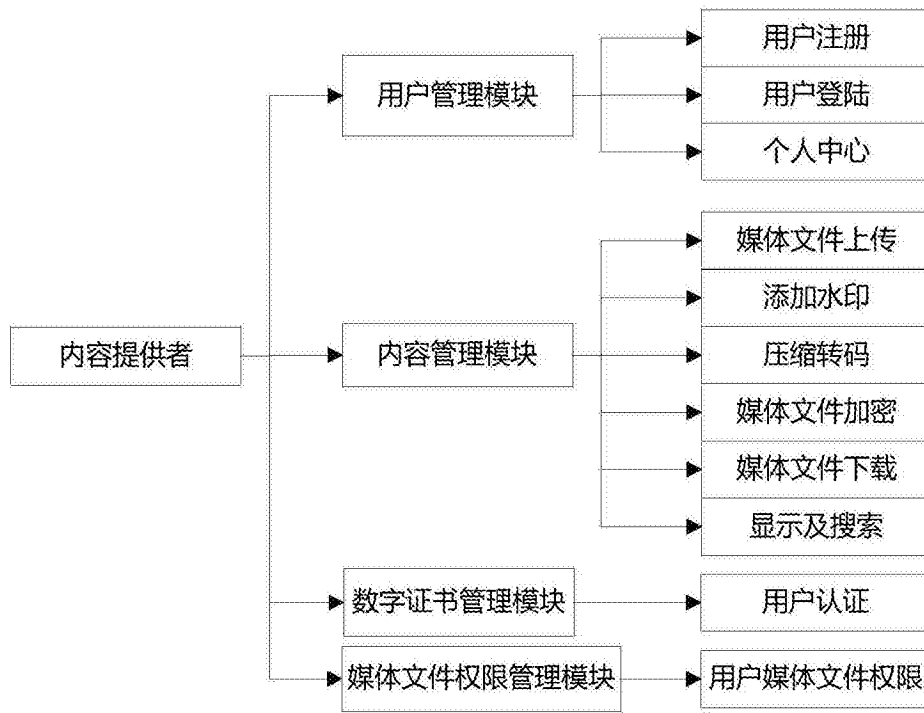 内容提供者
用户管理模块
用户注册
用户登陆
个人中心
内容管理模块
媒体文件上传
添加水印
压缩转码
媒体文件加密
媒体文件下载
显示及搜索
数字证书管理模块
用户认证
媒体文件权限管理模块
用户媒体文件权限